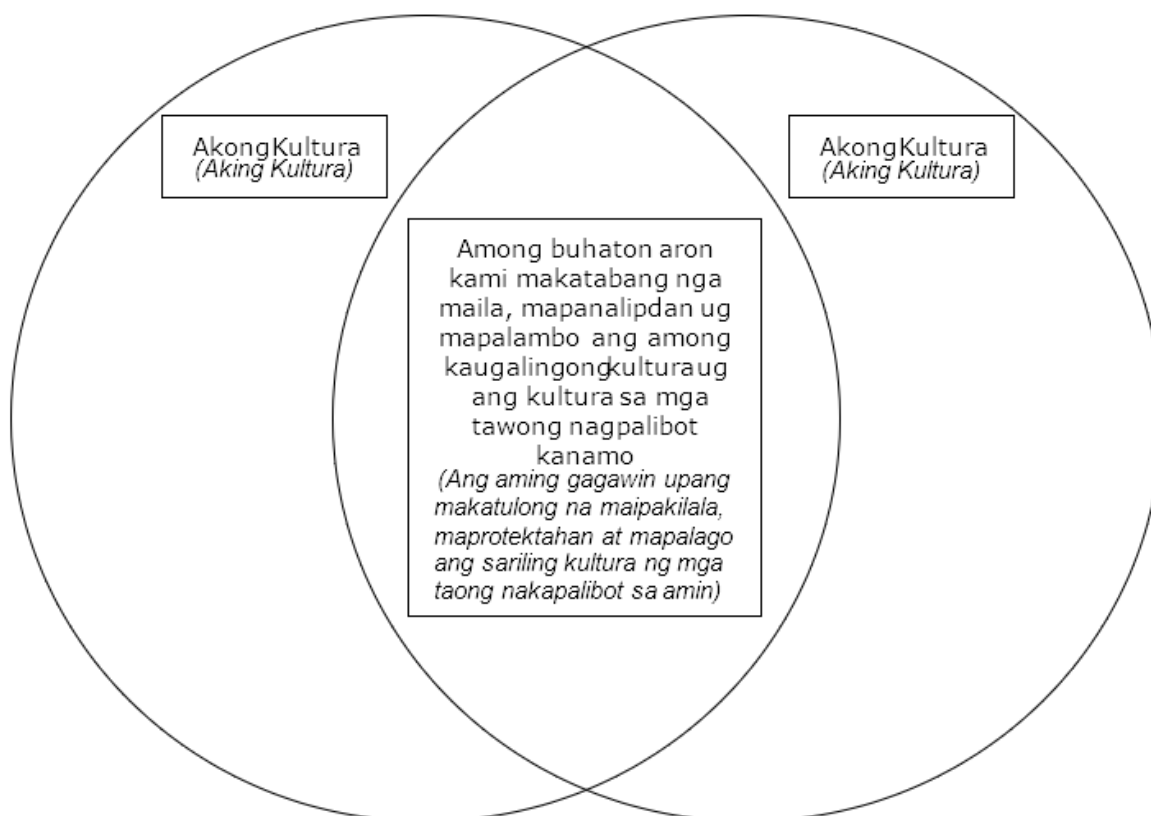 AkongKultura
(Aking Kultura)
AkongKultura
(Aking Kultura)
Among buhaton aron
kami makatabang nga
maila, mapanalipdan ug
mapalambo ang among
kaugalingongkulturaug
ang kultura sa mga
tawong nagpalibot
kanamo
(Ang aming gagawin upang
makatulong na maipakilala,
maprotektahan at mapalago
ang sariling kultura ng mga
taong nakapalibot sa amin)